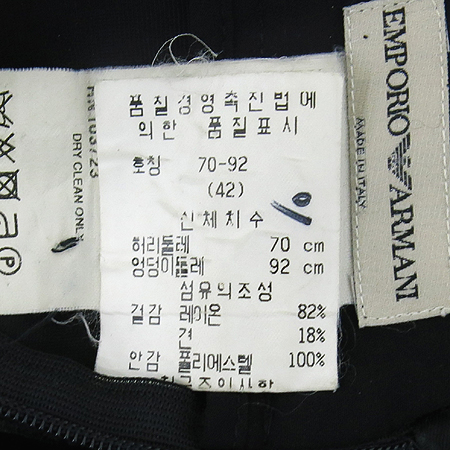 품질경영촉진법에
의한 품질표시
호칭 70-92
(42)
신체치수
허리둘레 70 cm
엉덩이둘레 92 cm
섬유의조성
겉감 레이온 82%
견 18%
안감 폴리에스텔 100%
EMPORIO ARMANI
MADE IN ITALY
DRY CLEAN ONLY
P